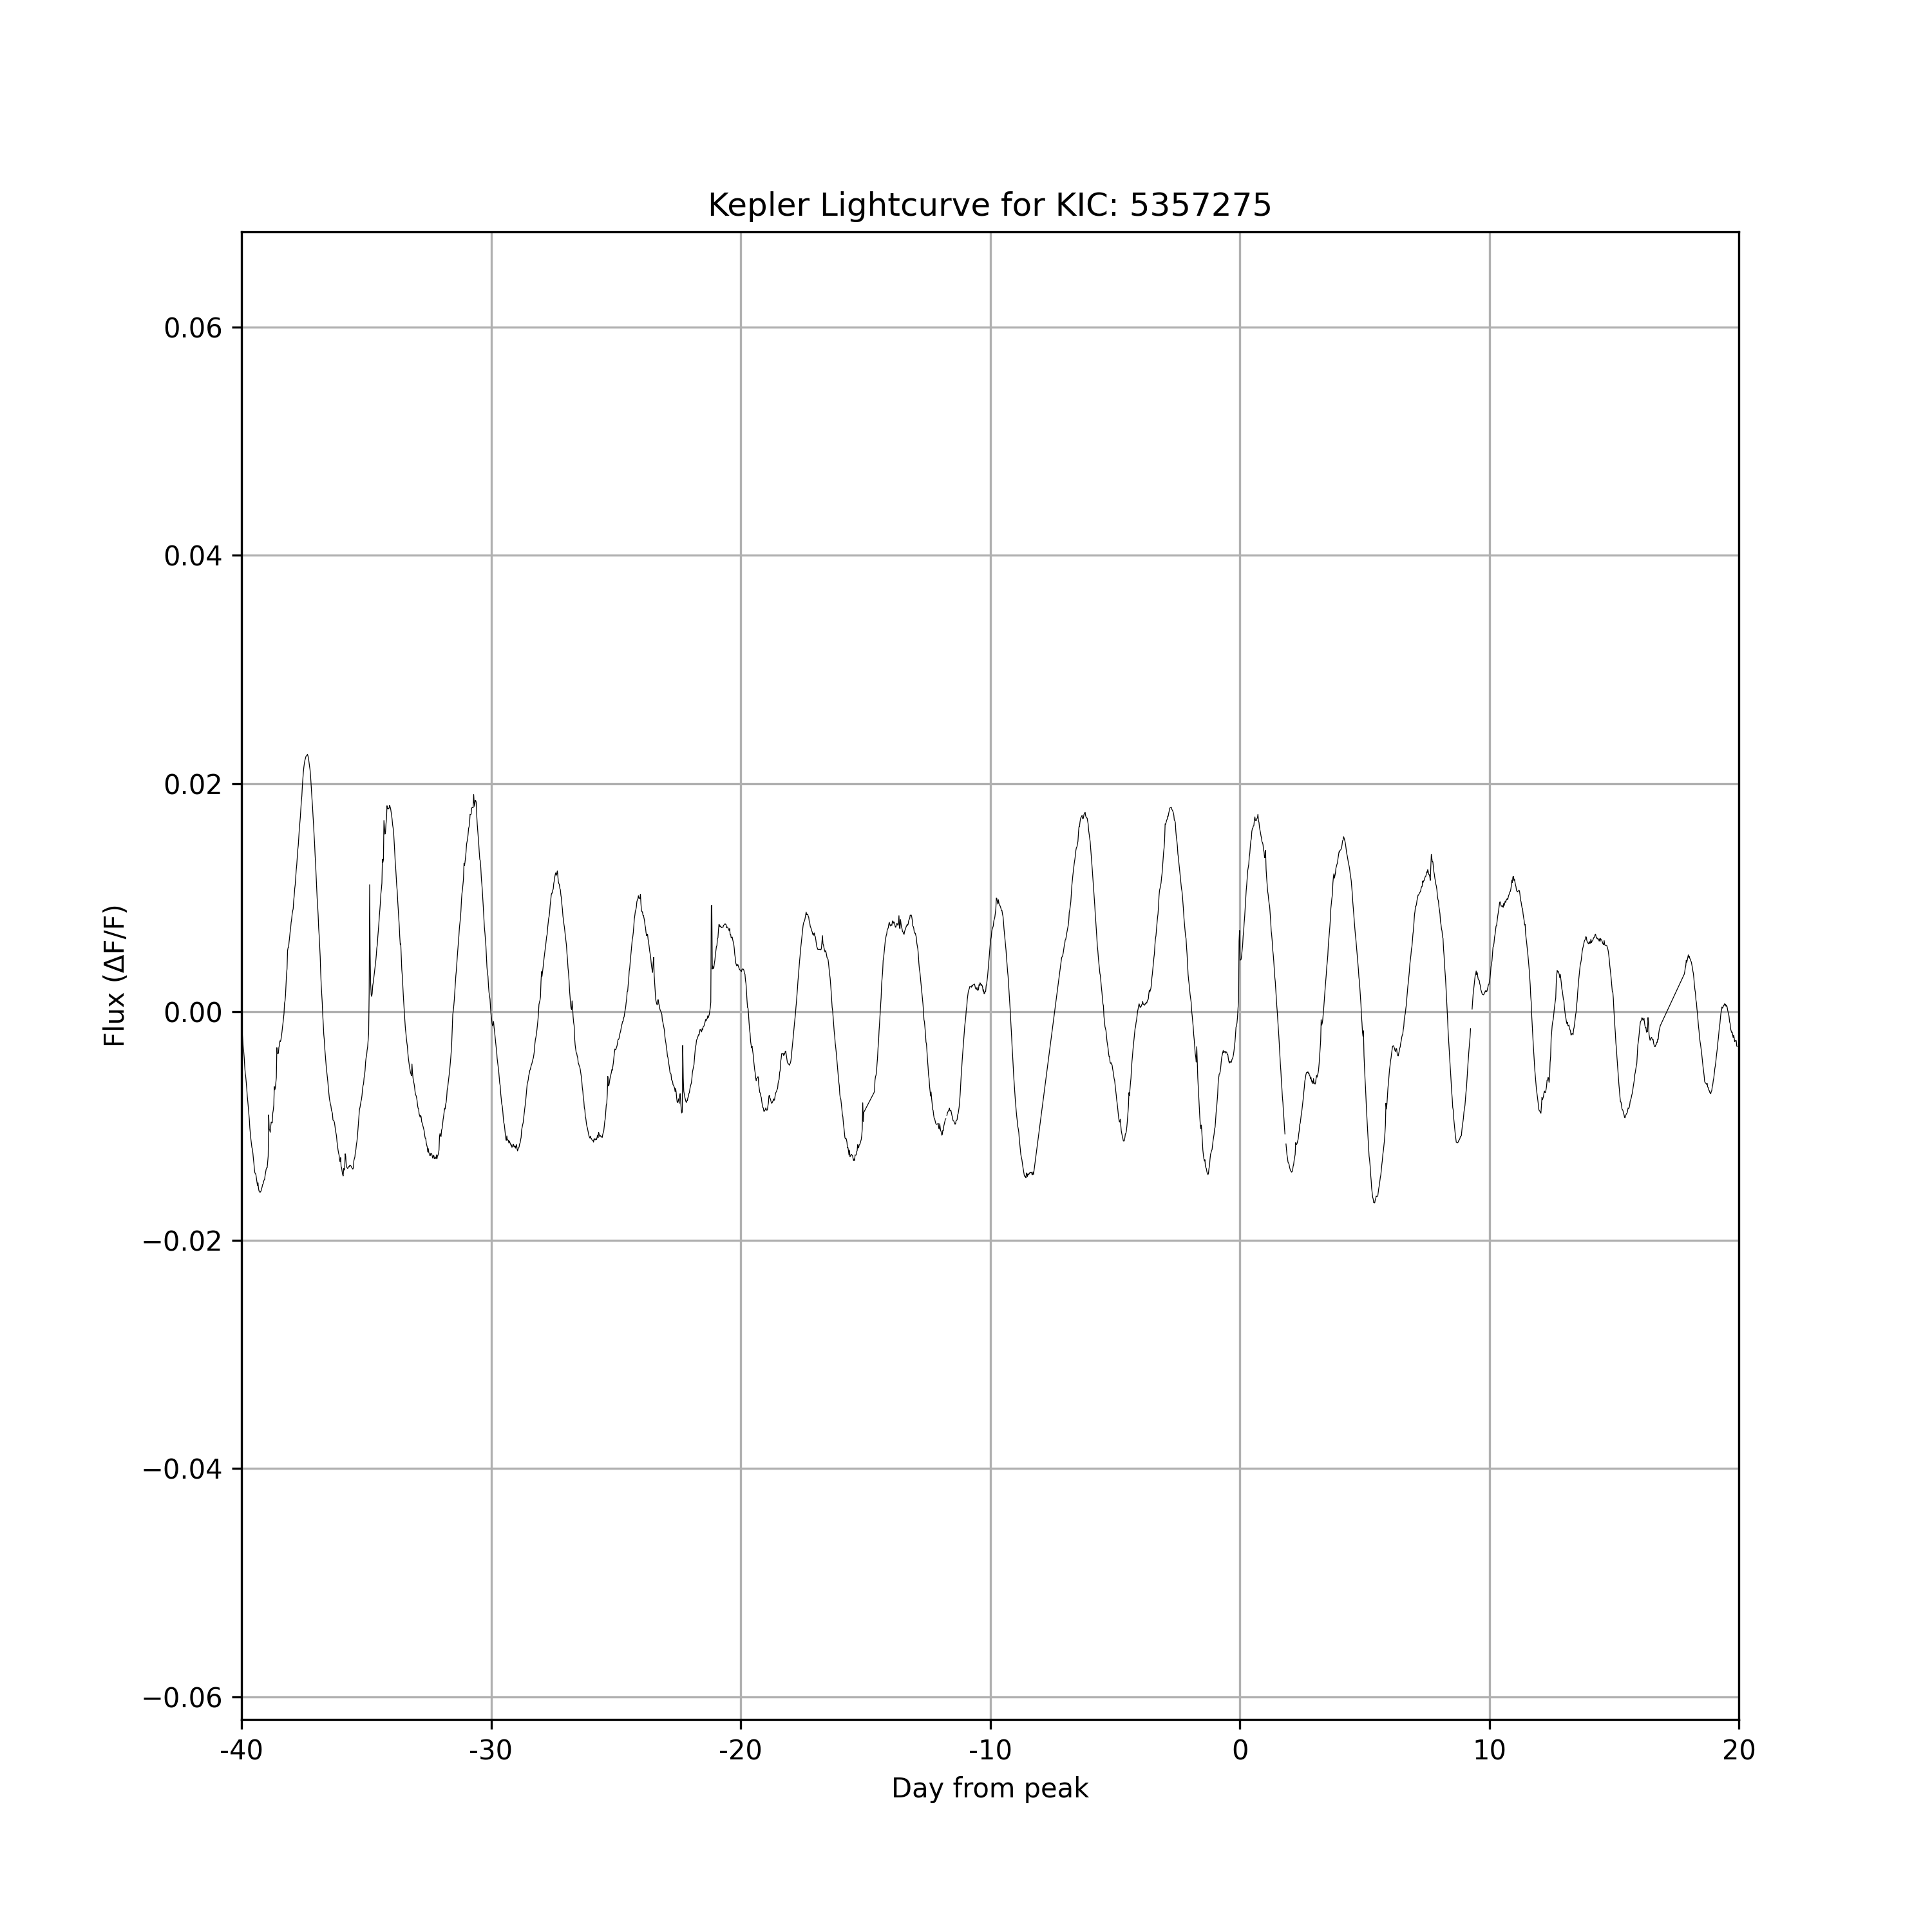 Kepler Lightcurve for KIC: 5357275
0.06
0.04
0.02
0.00
−0.02
−0.04
−0.06
Flux (ΔF/F)
-40 -30 -20 -10 0 10 20
Day from peak